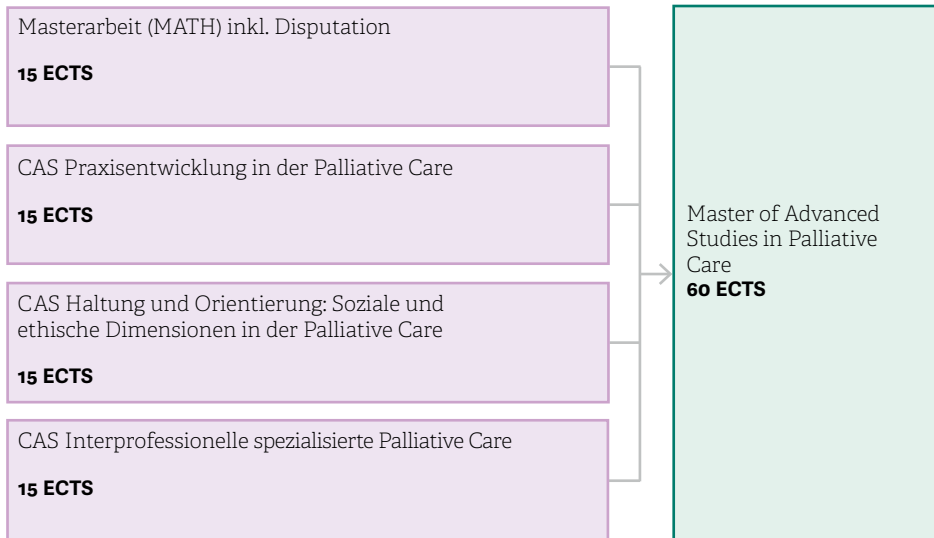 Masterarbeit (MATH) inkl. Disputation
15 ECTS
CAS Praxisentwicklung in der Palliative Care
15 ECTS
CAS Haltung und Orientierung: Soziale und
ethische Dimensionen in der Palliative Care
15 ECTS
CAS Interprofessionelle spezialisierte Palliative Care
15 ECTS
Master of Advanced
Studies in Palliative
Care
60 ECTS